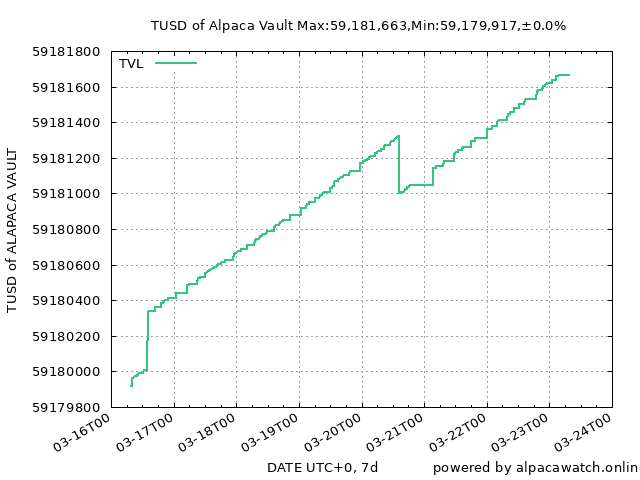 TUSD of Alpaca Vault Max:59,181,663,Min:59,179,917,±0.0%
TVL
59181800
59181600
59181400
59181200
59181000
59180800
59180600
59180400
59180200
59180000
59179800
TUSD of ALAPACA VAULT
03-16T00
03-17T00
03-18T00
03-19T00
03-20T00
03-21T00
03-22T00
03-23T00
03-24T00
DATE UTC+0, 7d
powered by alpacawatch.onlin